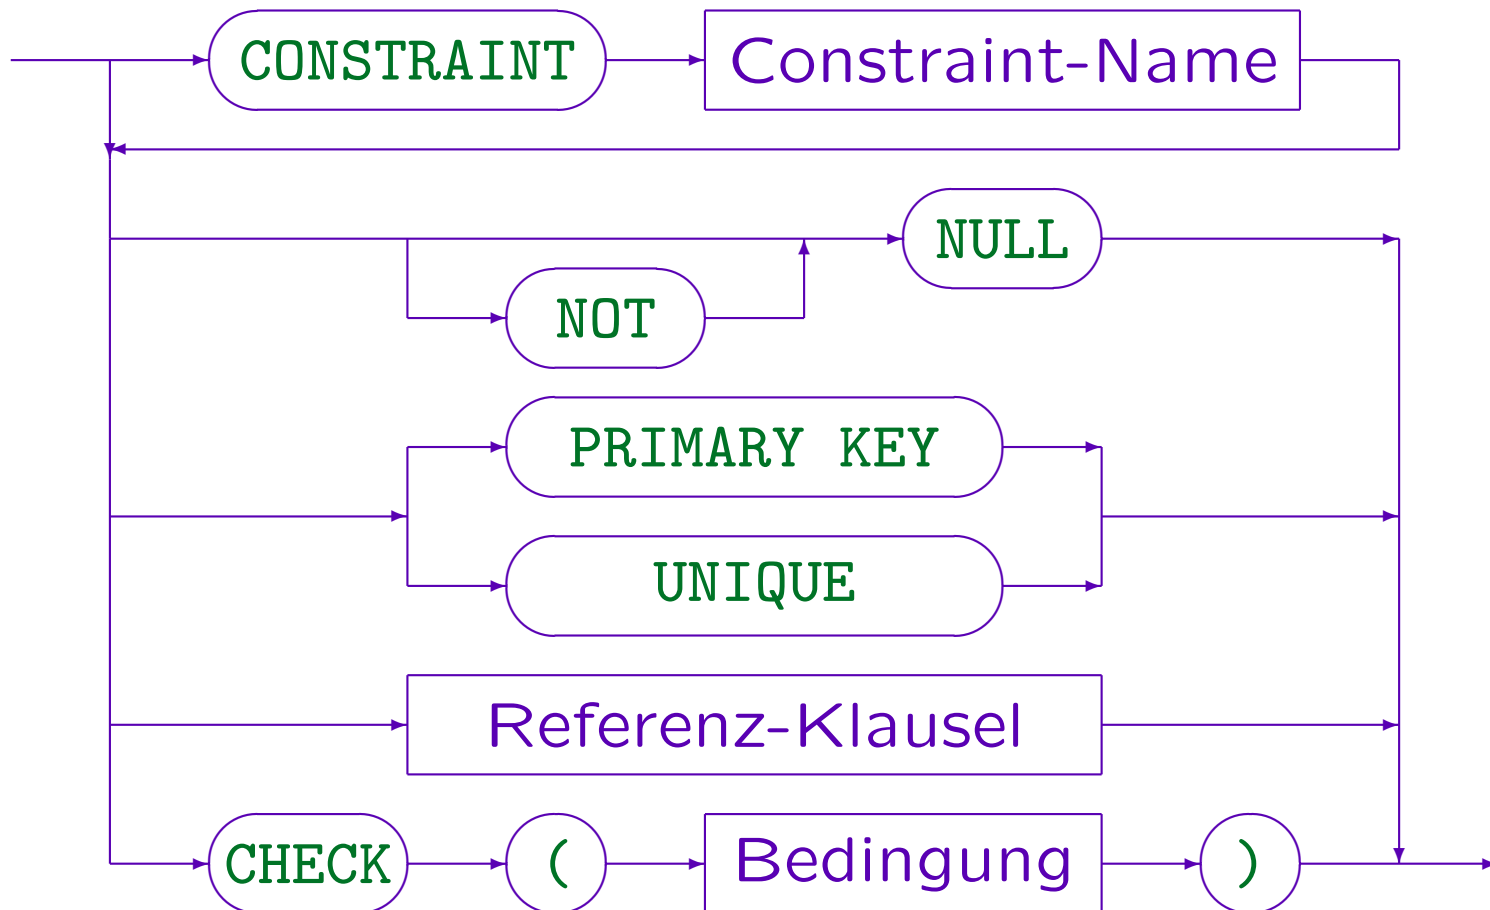 CONSTRAINT Constraint-Name
NULL
NOT
PRIMARY KEY
UNIQUE
Referenz-Klausel
CHECK ( Bedingung )